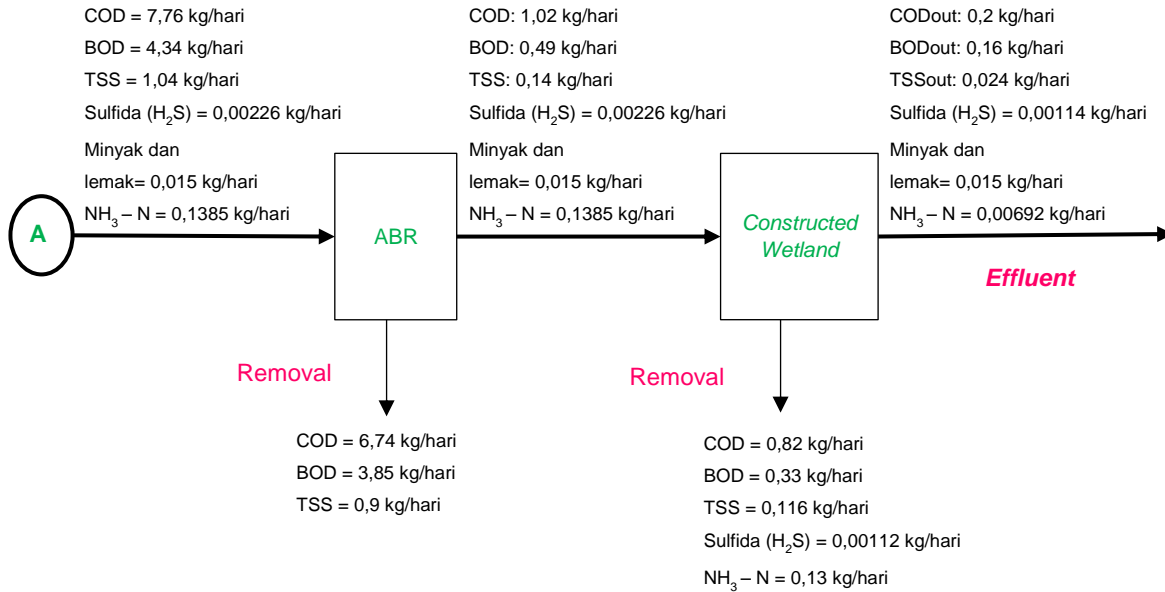 COD = 7,76 kg/hari
BOD = 4,34 kg/hari
TSS = 1,04 kg/hari
Sulfida (H₂S) = 0,00226 kg/hari
Minyak dan
lemak= 0,015 kg/hari
NH₃ – N = 0,1385 kg/hari
COD: 1,02 kg/hari
BOD: 0,49 kg/hari
TSS: 0,14 kg/hari
Sulfida (H₂S) = 0,00226 kg/hari
Minyak dan
lemak= 0,015 kg/hari
NH₃ – N = 0,1385 kg/hari
CODout: 0,2 kg/hari
BODout: 0,16 kg/hari
TSSout: 0,024 kg/hari
Sulfida (H₂S) = 0,00114 kg/hari
Minyak dan
lemak= 0,015 kg/hari
NH₃ – N = 0,00692 kg/hari
A
ABR
Constructed
Wetland
Effluent
Removal
COD = 6,74 kg/hari
BOD = 3,85 kg/hari
TSS = 0,9 kg/hari
Removal
COD = 0,82 kg/hari
BOD = 0,33 kg/hari
TSS = 0,116 kg/hari
Sulfida (H₂S) = 0,00112 kg/hari
NH₃ – N = 0,13 kg/hari